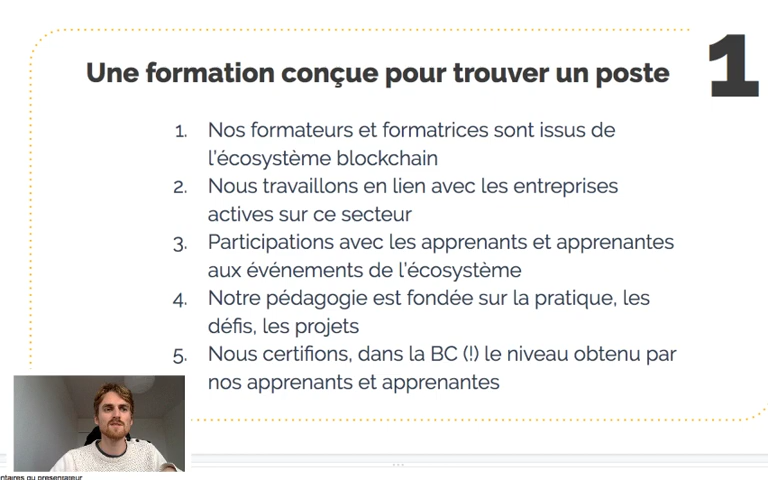 Une formation conçue pour trouver un poste
1
1. Nos formateurs et formatrices sont issus de
l'écosystème blockchain
2. Nous travaillons en lien avec les entreprises
actives sur ce secteur
3. Participations avec les apprenants et apprenantes
aux événements de l'écosystème
4. Notre pédagogie est fondée sur la pratique, les
défis, les projets
5. Nous certifions, dans la BC (!) le niveau obtenu par
nos apprenants et apprenantes
ntaires du présentateur